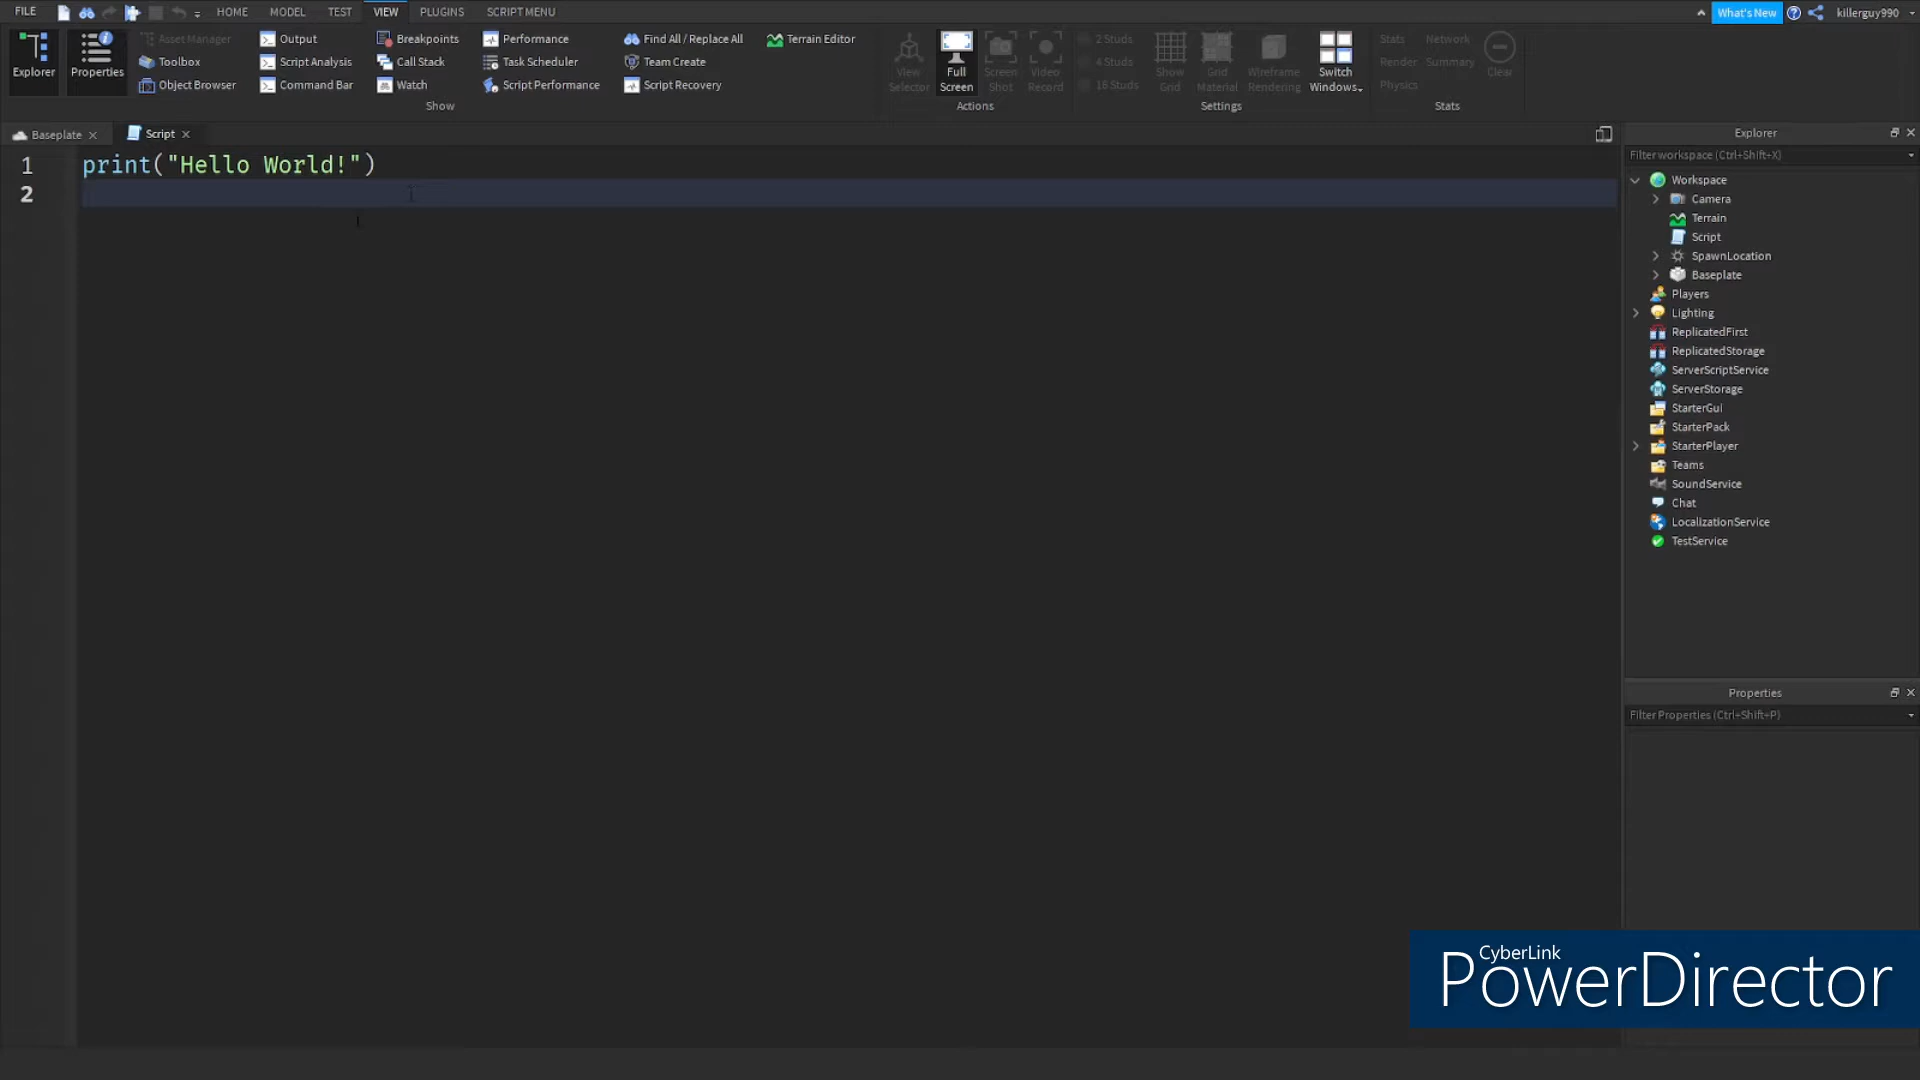 FILE HOME MODEL TEST VIEW PLUGINS SCRIPT MENU What's New killerguy990
Explorer
Properties
Asset Manager
Toolbox
Object Browser
Output
Script Analysis
Command Bar
Breakpoints
Call Stack
Watch
Performance
Task Scheduler
Script Performance
Find All / Replace All
Team Create
Script Recovery
Terrain Editor
Show
View
Selector
Full
Screen
Screen
Shot
Video
Record
Actions
2 Studs
4 Studs
16 Studs
Show
Grid
Grid
Material
Wireframe
Rendering
Switch
Windows
Settings
Stats
Render
Physics
Network
Summary
Clear
Stats
Baseplate
Script
1 print("Hello World!")
2
Explorer
Filter workspace (Ctrl+Shift+X)
Workspace
Camera
Terrain
Script
SpawnLocation
Baseplate
Players
Lighting
ReplicatedFirst
ReplicatedStorage
ServerScriptService
ServerStorage
StarterGui
StarterPack
StarterPlayer
Teams
SoundService
Chat
LocalizationService
TestService
Properties
Filter Properties (Ctrl+Shift+P)
CyberLink
PowerDirector